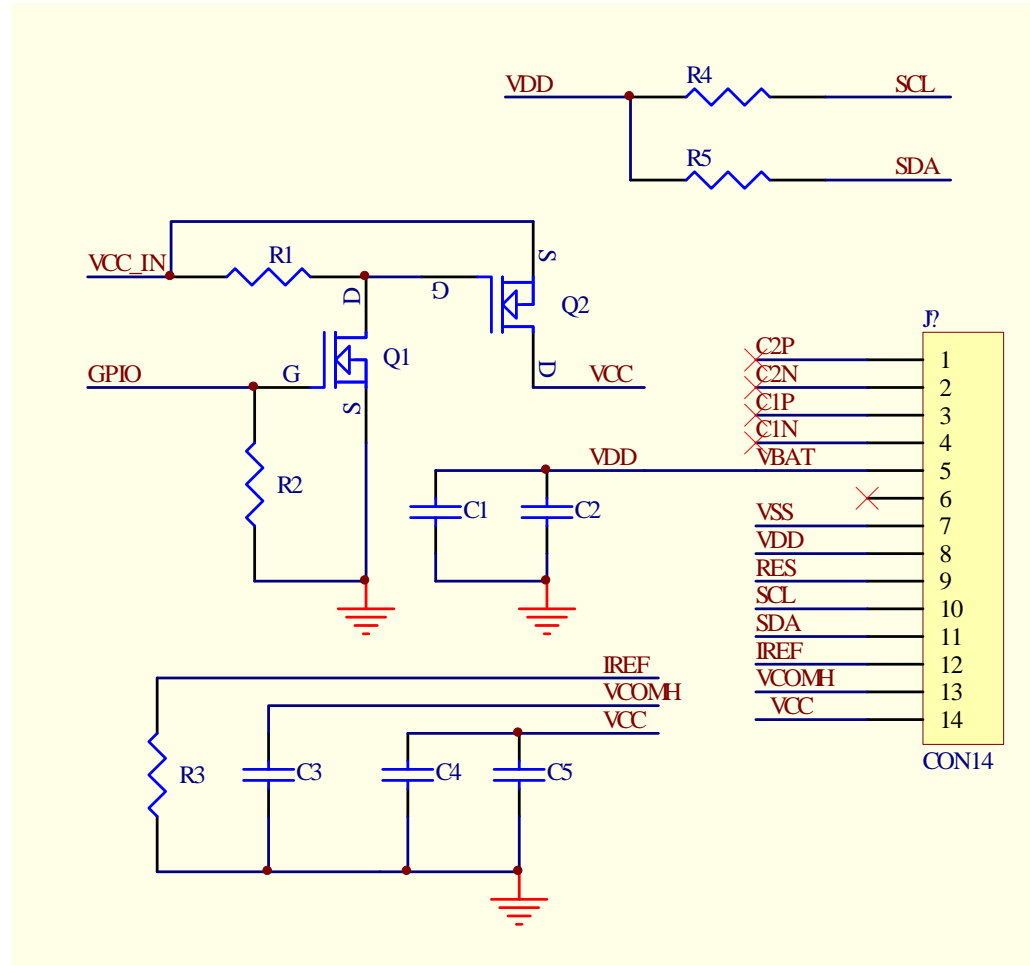 VDD R4 SCL
R5 SDA
VCC_IN R1 D G S Q2 D VCC
GPIO G Q1 S
R2
VDD VBAT
C1 C2
J?
C2P 1
C2N 2
C1P 3
C1N 4
VBAT 5
6
VSS 7
VDD 8
RES 9
SCL 10
SDA 11
IREF 12
VCOMH 13
VCC 14
CON14
IREF
VCOMH
VCC
R3 C3 C4 C5